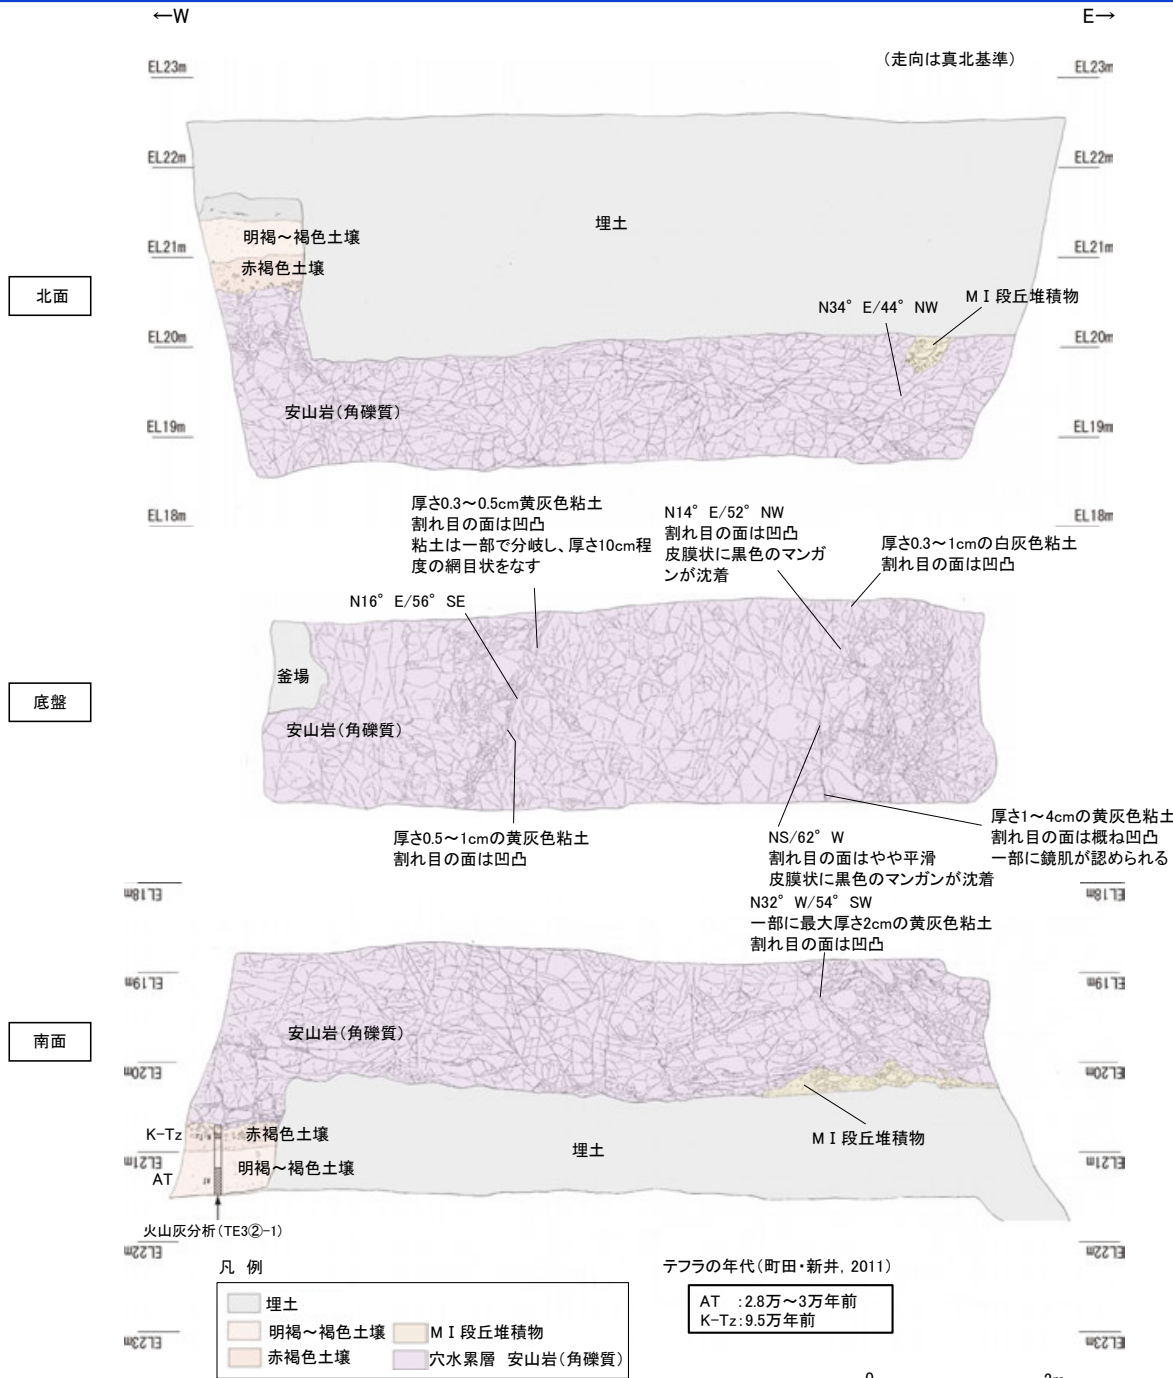 ←W
E→
(走向は真北基準)
EL23m
EL23m
EL22m
EL22m
埋土
明褐～褐色土壌
EL21m
EL21m
赤褐色土壌
北面
MⅠ段丘堆積物
N34°E/44°NW
EL20m
EL20m
安山岩(角礫質)
EL19m
EL19m
EL18m
EL18m
厚さ0.3～0.5cm黄灰色粘土
割れ目の面は凹凸
粘土は一部で分岐し、厚さ10cm程
度の網目状をなす
N14°E/52°NW
割れ目の面は凹凸
皮膜状に黒色のマンガ
ンが沈着
厚さ0.3～1cmの白灰色粘土
割れ目の面は凹凸
N16°E/56°SE
釜場
底盤
安山岩(角礫質)
厚さ0.5～1cmの黄灰色粘土
割れ目の面は凹凸
NS/62°W
割れ目の面はやや平滑
皮膜状に黒色のマンガンが沈着
厚さ1～4cmの黄灰色粘土
割れ目の面は概ね凹凸
一部に鏡肌が認められる
N32°W/54°SW
一部に最大厚さ2cmの黄灰色粘土
割れ目の面は凹凸
EL18m
EL18m
EL19m
EL19m
南面
安山岩(角礫質)
EL20m
EL20m
K-Tz
赤褐色土壌
MⅠ段丘堆積物
埋土
EL21m
EL21m
明褐～褐色土壌
AT
火山灰分析(TE3②-1)
EL22m
EL22m
凡 例
埋土
明褐～褐色土壌
MⅠ段丘堆積物
赤褐色土壌
穴水累層 安山岩(角礫質)
テフラの年代(町田・新井, 2011)
AT :2.8万～3万年前
K-Tz:9.5万年前
EL23m
EL23m